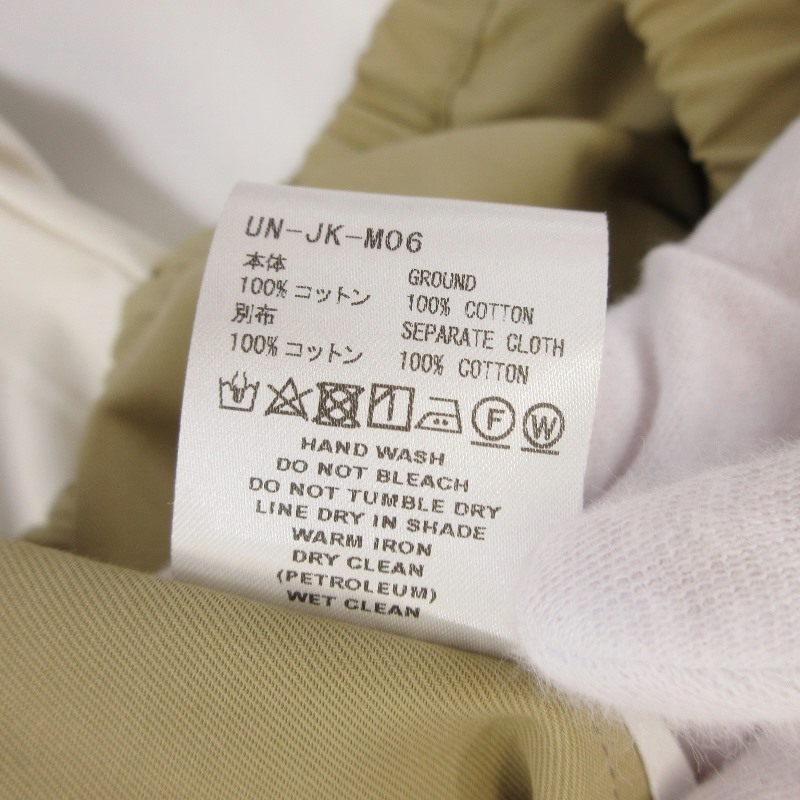 UN-JK-M06
本体
100% コットン
別布
100% コットン
GROUND
100% COTTON
SEPARATE CLOTH
100% COTTON
F
W
HAND WASH
DO NOT BLEACH
DO NOT TUMBLE DRY
LINE DRY IN SHADE
WARM IRON
DRY CLEAN
(PETROLEUM)
WET CLEAN